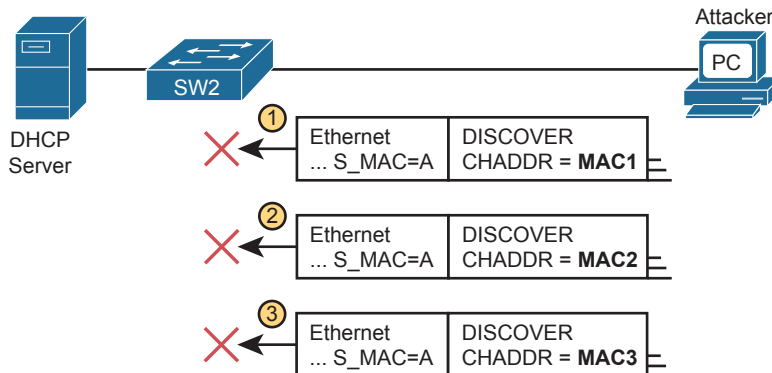 Attacker
PC
SW2
DHCP
Server
1
Ethernet
... S_MAC=A
DISCOVER
CHADDR = MAC1
2
Ethernet
... S_MAC=A
DISCOVER
CHADDR = MAC2
3
Ethernet
... S_MAC=A
DISCOVER
CHADDR = MAC3